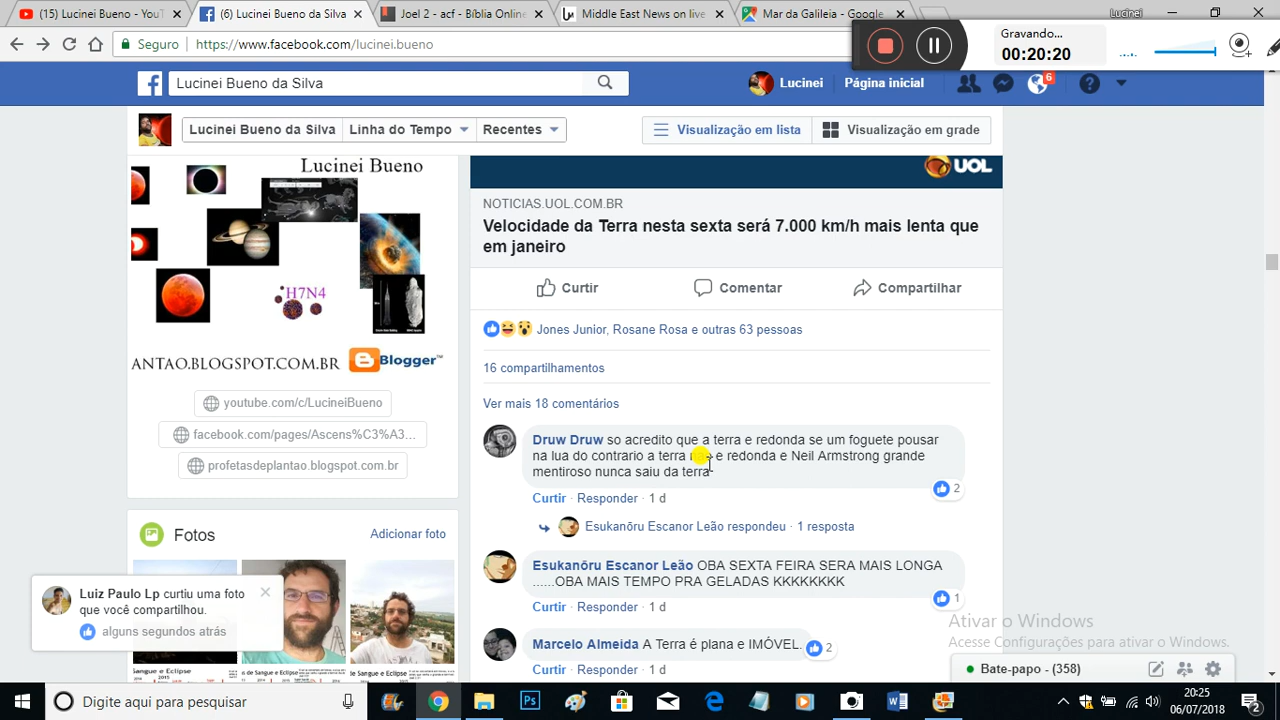 (15) Lucinei Bueno - You
(6) Lucinei Bueno da S
Joel 2 - acf - Bíblia Onlin
Middle East News on live
Mar da Galileia - Google
Lucinei
Seguro
https://www.facebook.com/lucinei.bueno
Gravando...
00:20:20
Lucinei Bueno da Silva
Lucinei
Página inicial
6
Lucinei Bueno da Silva
Linha do Tempo
Recentes
Visualização em lista
Visualização em grade
Lucinei Bueno
H7N4
ANTAO.BLOGSPOT.COM.BR
Blogger
youtube.com/c/LucineiBueno
facebook.com/pages/Ascens%C3%A3...
profetasdeplantao.blogspot.com.br
Fotos
Adicionar foto
UOL
NOTICIAS.UOL.COM.BR
Velocidade da Terra nesta sexta será 7.000 km/h mais lenta que
em janeiro
Curtir
Comentar
Compartilhar
Jones Junior, Rosane Rosa e outras 63 pessoas
16 compartilhamentos
Ver mais 18 comentários
Druw Druw so acredito que a terra e redonda se um foguete pousar
na lua do contrario a terra não e redonda e Neil Armstrong grande
mentiroso nunca saiu da terra
2
Curtir · Responder · 1 d
Esukanõru Escanor Leão respondeu · 1 resposta
Esukanõru Escanor Leão OBA SEXTA FEIRA SERA MAIS LONGA
......OBA MAIS TEMPO PRA GELADAS KKKKKKKK
1
Curtir · Responder · 1 d
Marcelo Almeida A Terra é plana e IMÓVEL.
2
Curtir · Responder · 1 d
Luiz Paulo Lp curtiu uma foto
que você compartilhou.
alguns segundos atrás
Sangue e Eclipse
Ativar o Windows
Acesse Configurações para ativar o Windows.
Bate-papo - (358)
Digite aqui para pesquisar
20:25
06/07/2018